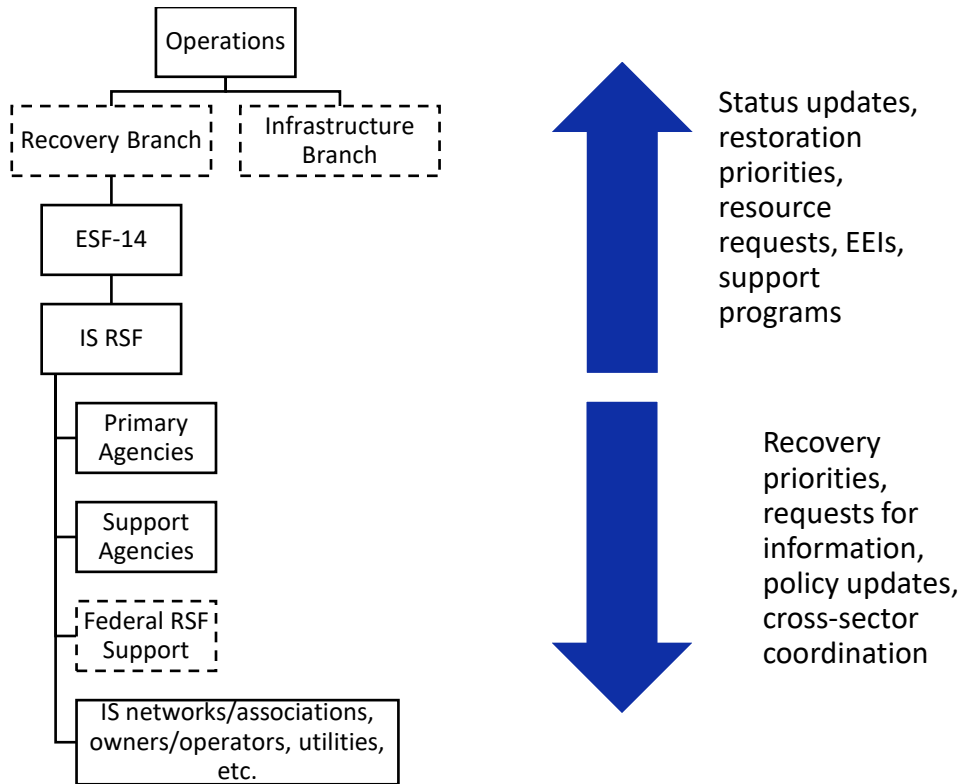 Operations
Recovery Branch
Infrastructure
Branch
ESF-14
IS RSF
Primary
Agencies
Support
Agencies
Federal RSF
Support
IS networks/associations,
owners/operators, utilities,
etc.
Status updates,
restoration
priorities,
resource
requests, EEIs,
support
programs
Recovery
priorities,
requests for
information,
policy updates,
cross-sector
coordination